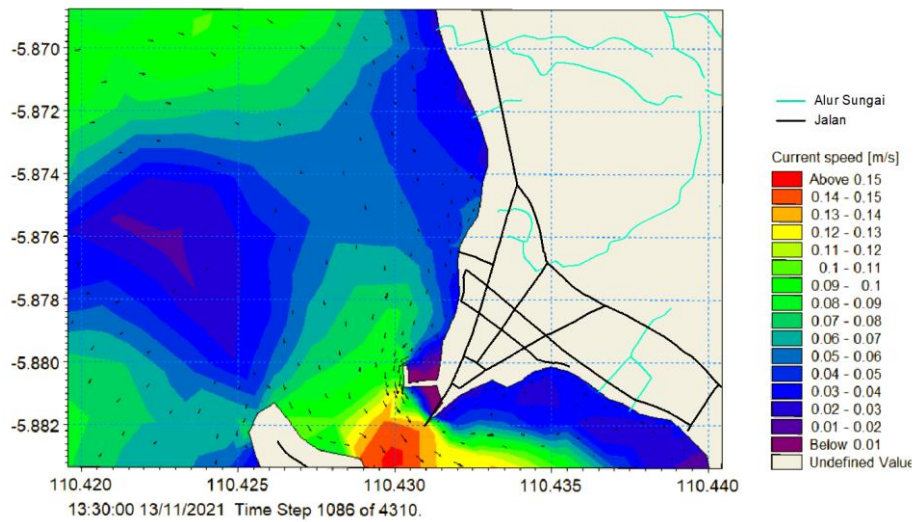 -5.870
-5.872
-5.874
-5.876
-5.878
-5.880
-5.882
110.420 110.425 110.430 110.435 110.440
13:30:00 13/11/2021 Time Step 1086 of 4310.
Alur Sungai
Jalan
Current speed [m/s]
Above 0.15
0.14 - 0.15
0.13 - 0.14
0.12 - 0.13
0.11 - 0.12
0.1 - 0.11
0.09 - 0.1
0.08 - 0.09
0.07 - 0.08
0.06 - 0.07
0.05 - 0.06
0.04 - 0.05
0.03 - 0.04
0.02 - 0.03
0.01 - 0.02
Below 0.01
Undefined Value